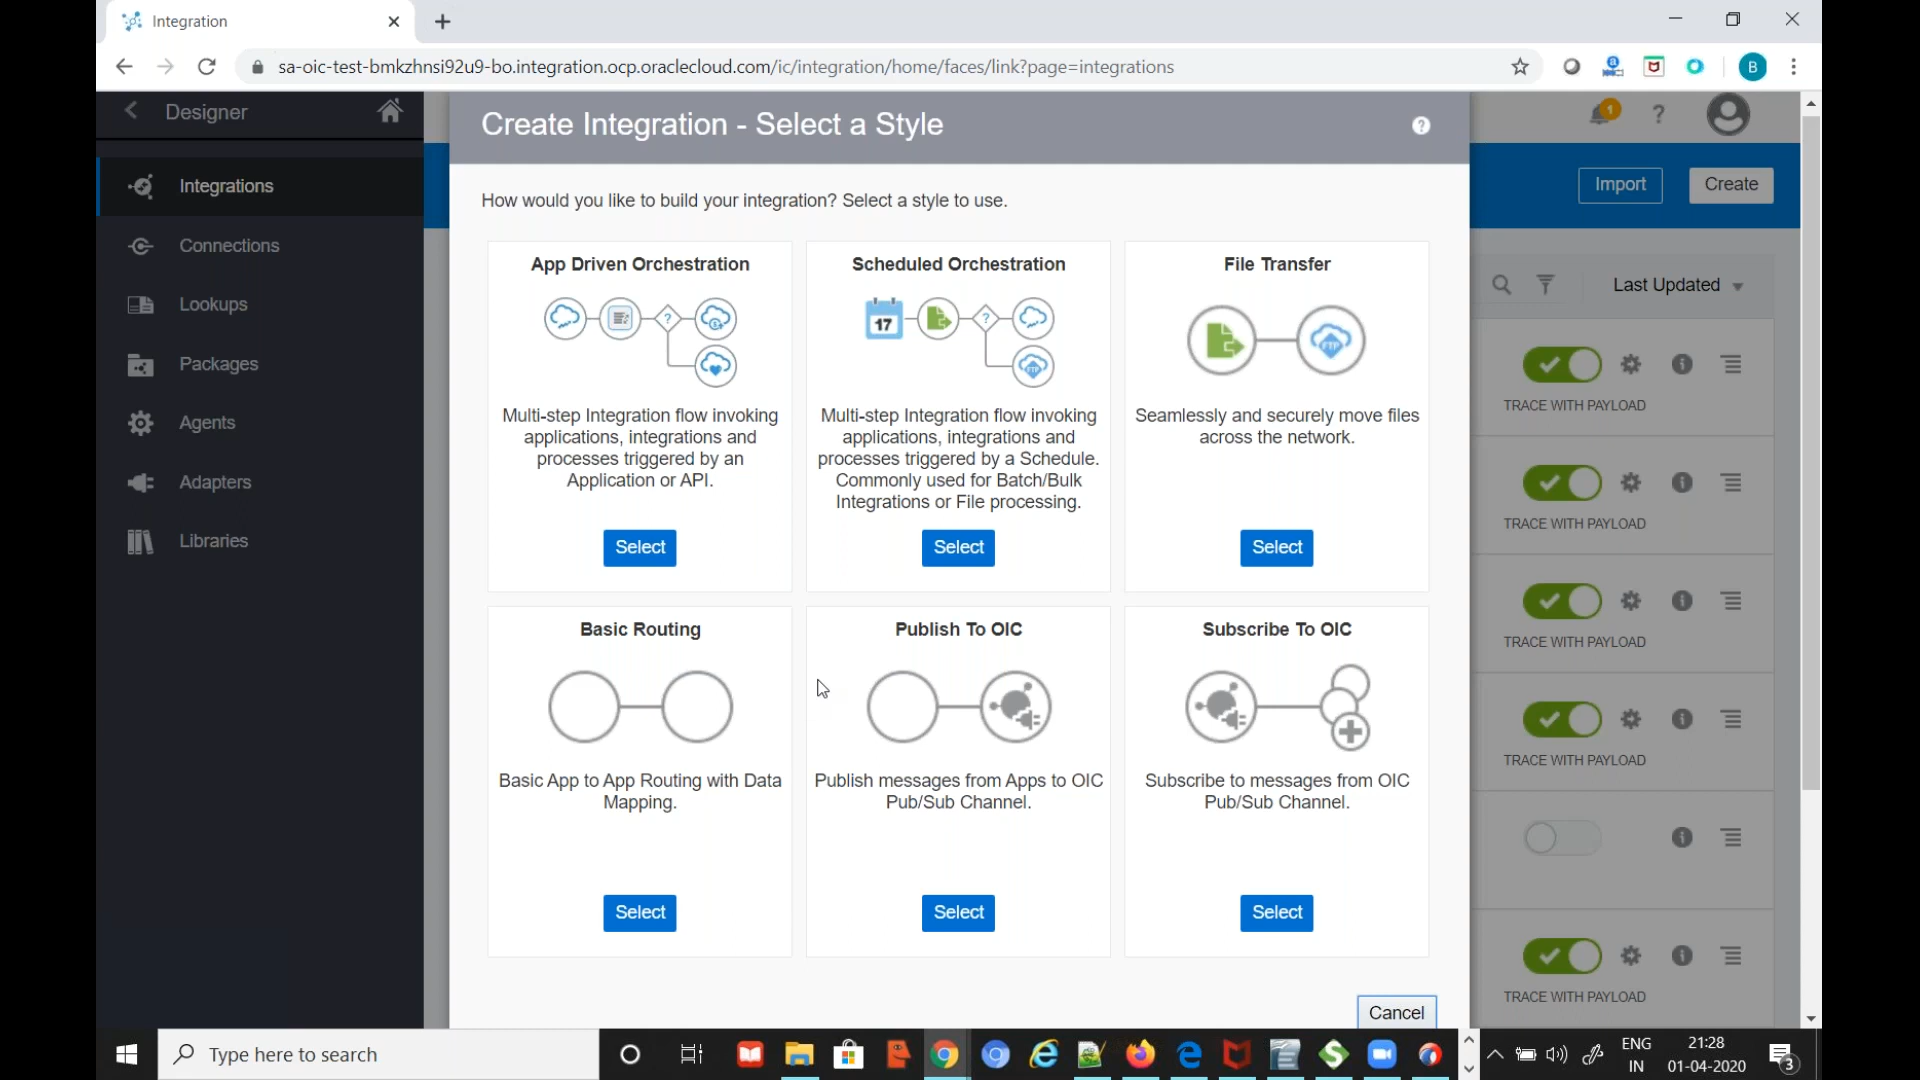 Integration
sa-oic-test-bmkzhnsi92u9-bo.integration.ocp.oraclecloud.com/ic/integration/home/faces/link?page=integrations
B
Designer
Integrations
Connections
Lookups
Packages
Agents
Adapters
Libraries
Create Integration - Select a Style
?
1
?
Import
Create
How would you like to build your integration? Select a style to use.
Last Updated
App Driven Orchestration
?
Multi-step Integration flow invoking
applications, integrations and
processes triggered by an
Application or API.
Select
Scheduled Orchestration
17
?
FTP
Multi-step Integration flow invoking
applications, integrations and
processes triggered by a Schedule.
Commonly used for Batch/Bulk
Integrations or File processing.
Select
File Transfer
FTP
Seamlessly and securely move files
across the network.
Select
Basic Routing
Basic App to App Routing with Data
Mapping.
Select
Publish To OIC
Publish messages from Apps to OIC
Pub/Sub Channel.
Select
Subscribe To OIC
Subscribe to messages from OIC
Pub/Sub Channel.
Select
TRACE WITH PAYLOAD
TRACE WITH PAYLOAD
TRACE WITH PAYLOAD
TRACE WITH PAYLOAD
TRACE WITH PAYLOAD
Cancel
Type here to search
ENG
IN
21:28
01-04-2020
3